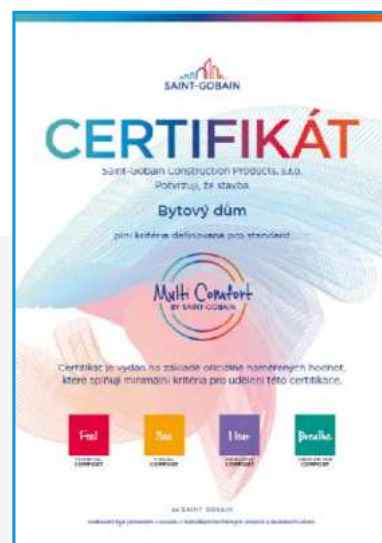 SAINT-GOBAIN
CERTIFIKÁT
Saint-Gobain Construction Products, s.r.o.
Potvrzují, že stavba
Bytový dům
plní kritéria definovaná pro standard
Multi Comfort
BY SAINT-GOBAIN
Certifikát je vydán na základě oficiálně naměřených hodnot,
které splňují minimální kritéria pro udělení této certifikace.
Feel
See
Hear
Breathe
COMFORT
COMFORT
COMFORT
COMFORT
SAINT-GOBAIN